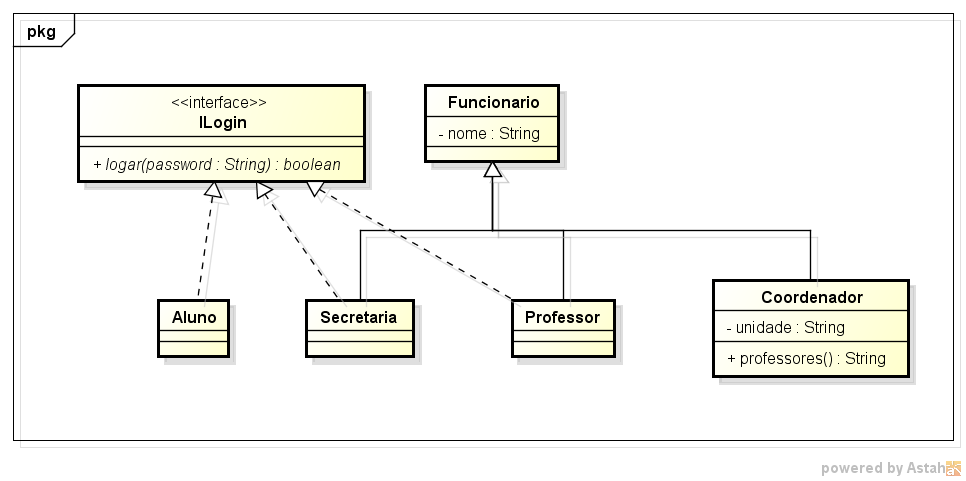 pkg
<<interface>>
ILogin
+ logar(password : String) : boolean
Funcionario
- nome : String
Aluno
Secretaria
Professor
Coordenador
- unidade : String
+ professores() : String
powered by Astah